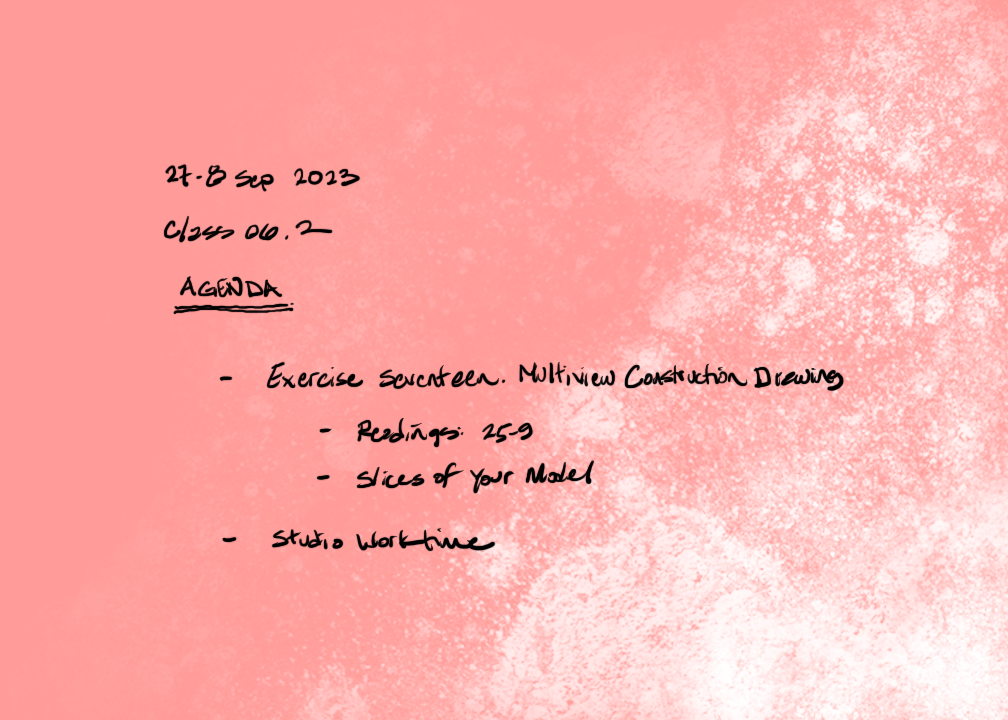 27-8 Sep 2023
Class 06.2
AGENDA
- Exercise Seventeen. Multiview Construction Drawing
- Readings: 25-9
- Slices of Your Model
- Studio Worktime